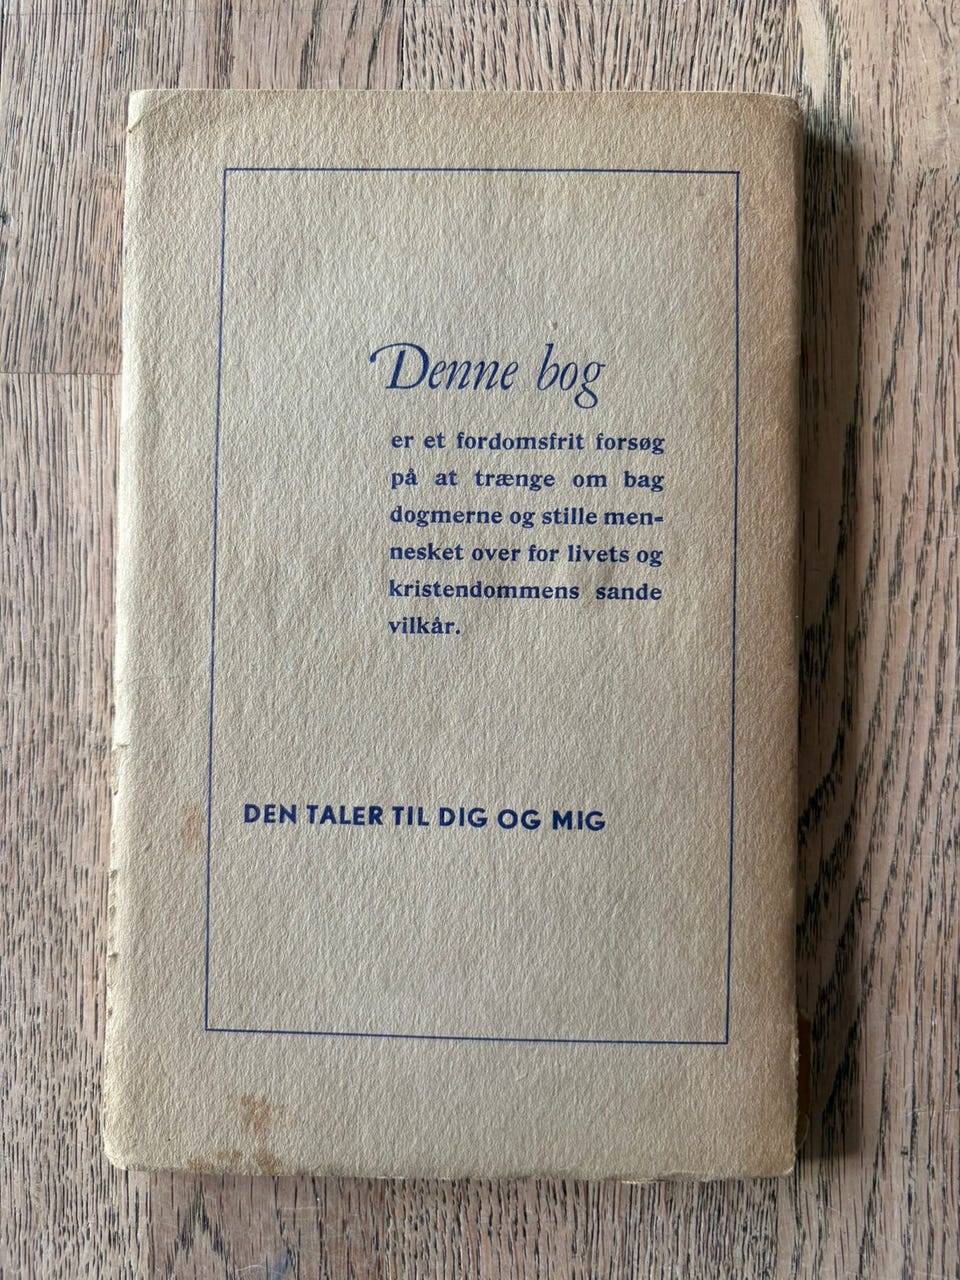 Denne bog
er et fordomsfrit forsøg
på at trænge om bag
dogmerne og stille men-
nesket over for livets og
kristendommens sande
vilkår.
DEN TALER TIL DIG OG MIG